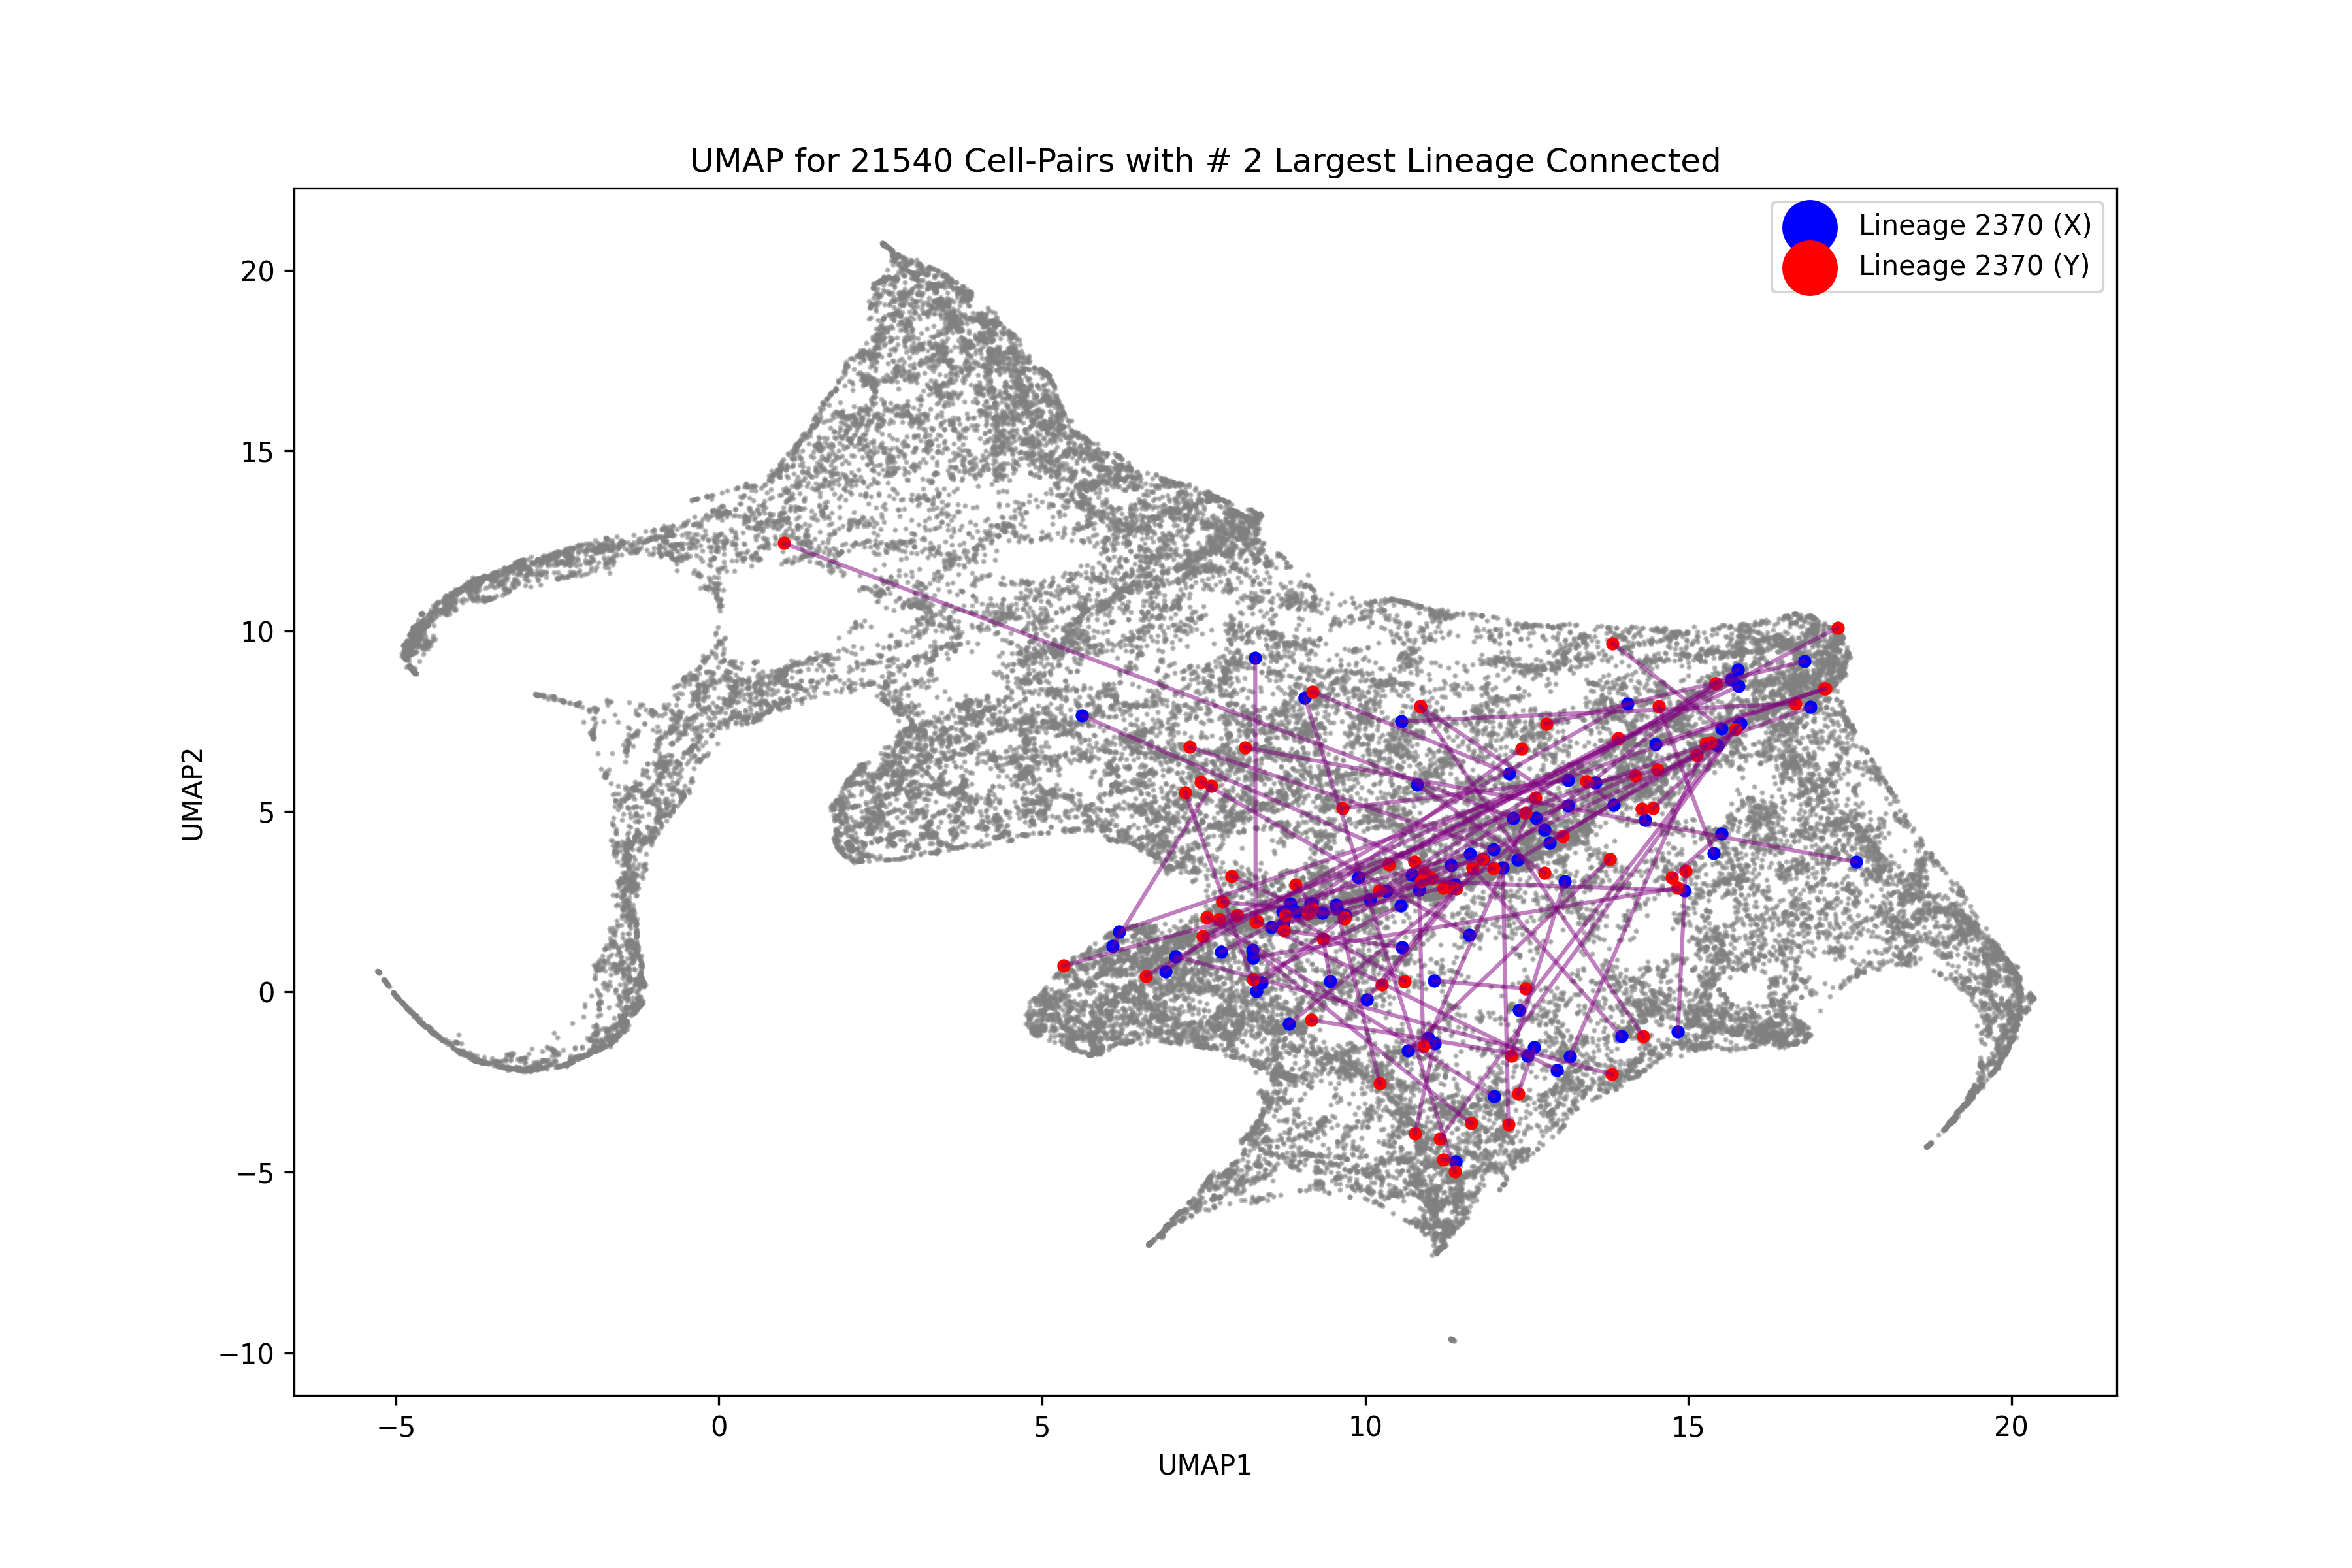 UMAP for 21540 Cell-Pairs with # 2 Largest Lineage Connected
Lineage 2370 (X)
Lineage 2370 (Y)
20
15
10
5
0
−5
−10
UMAP2
−5
0
5
10
15
20
UMAP1